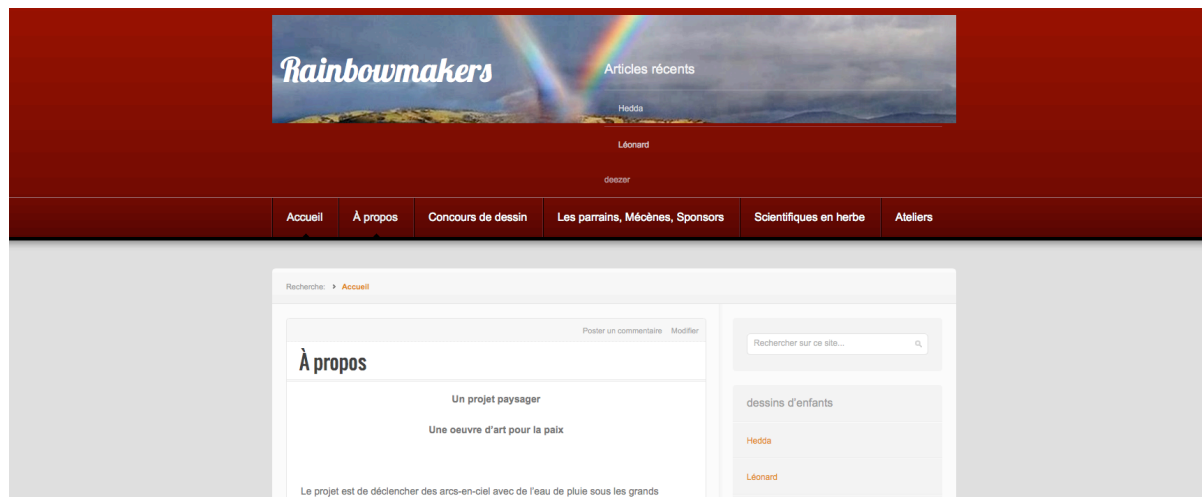 Rainbowmakers
Articles récents
Hedda
Léonard
deezer
Accueil
À propos
Concours de dessin
Les parrains, Mécènes, Sponsors
Scientifiques en herbe
Ateliers
Recherche: › Accueil
Poster un commentaire Modifier
À propos
Un projet paysager
Une oeuvre d'art pour la paix
Le projet est de déclencher des arcs-en-ciel avec de l'eau de pluie sous les grands
Rechercher sur ce site...
dessins d'enfants
Hedda
Léonard